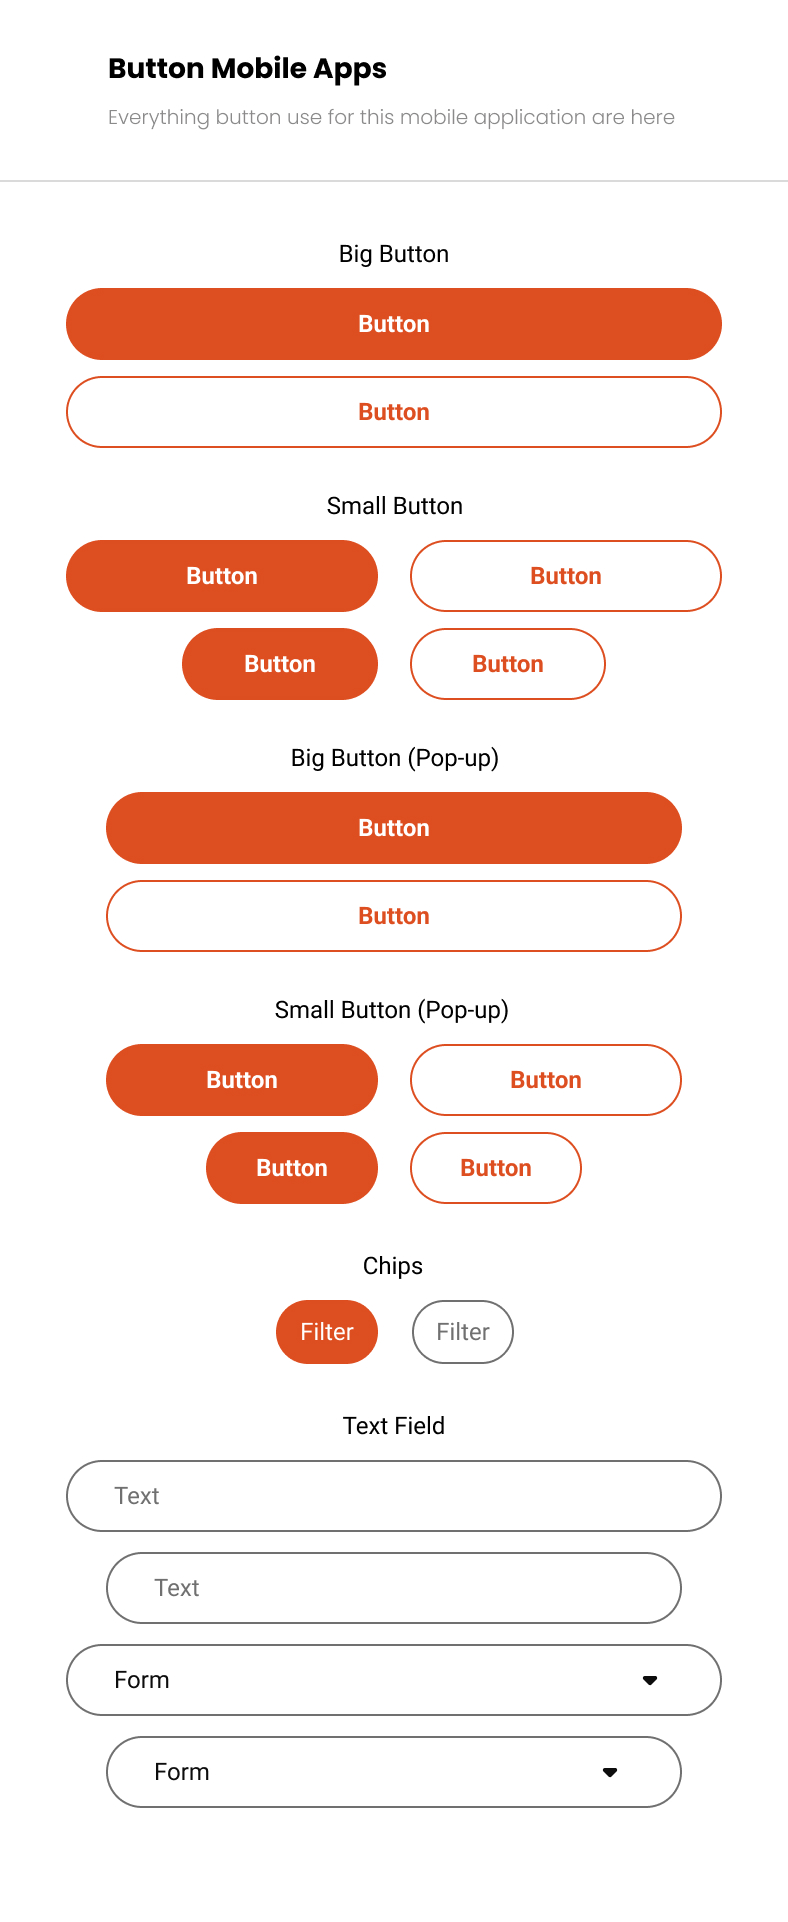 Button Mobile Apps
Everything button use for this mobile application are here
Big Button
Button
Button
Small Button
Button Button
Button Button
Big Button (Pop-up)
Button
Button
Small Button (Pop-up)
Button Button
Button Button
Chips
Filter Filter
Text Field
Text
Text
Form
Form